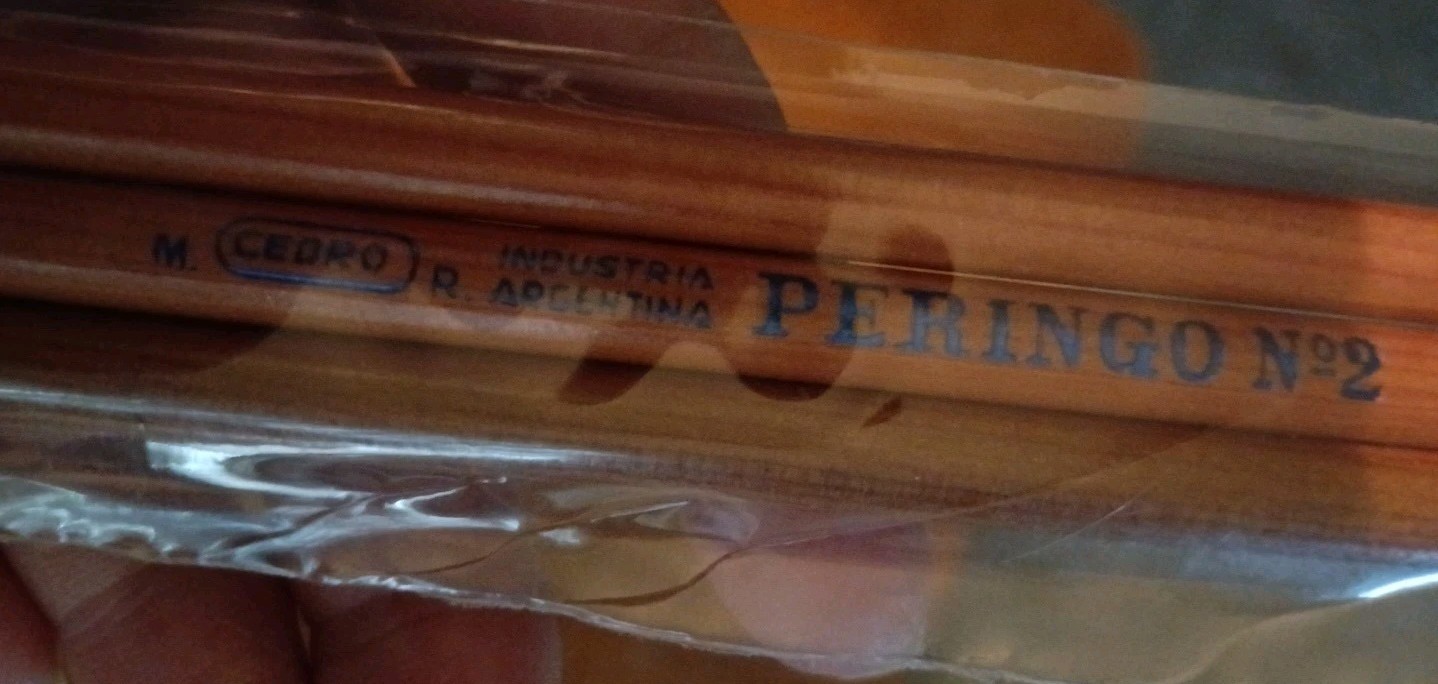 M. CEDRO R. INDUSTRIA PERINGO Nº2
ARGENTINA